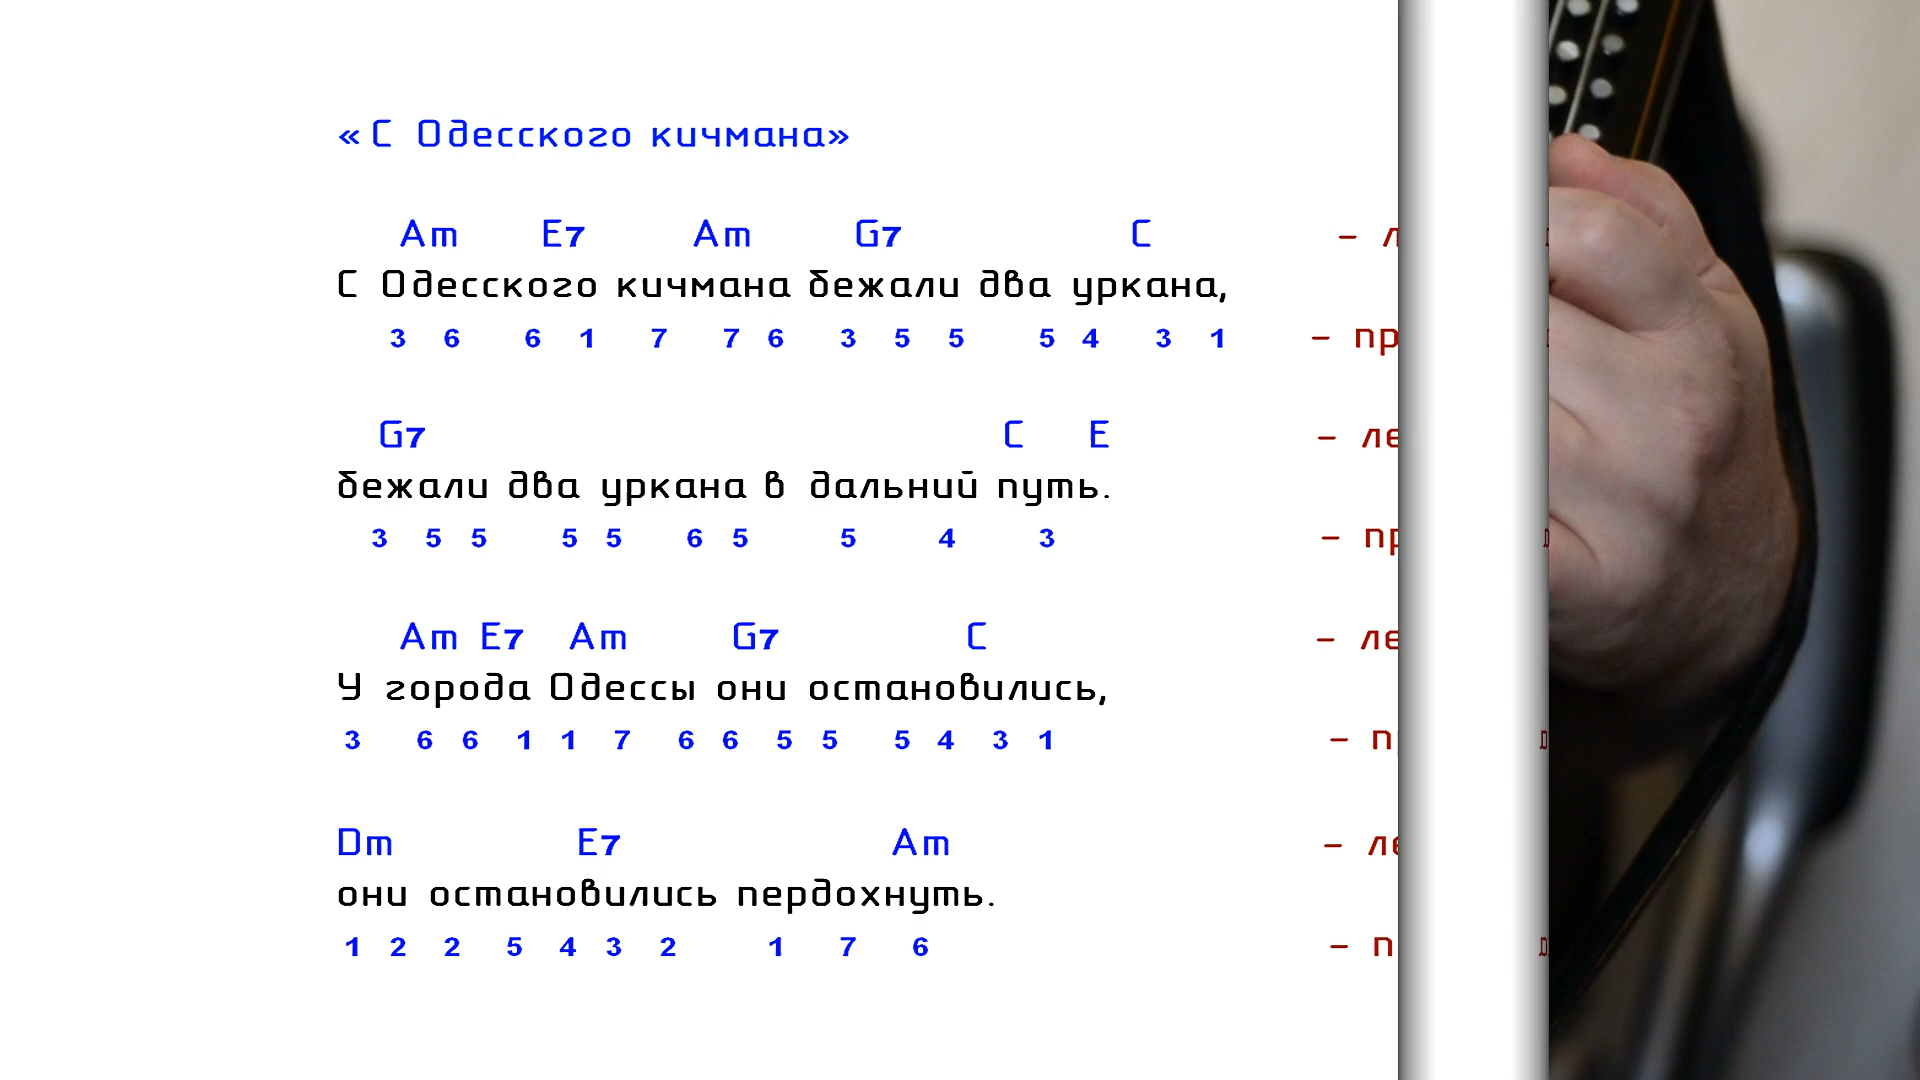 «С Одесского кичмана»
Am E7 Am G7 C
С Одесского кичмана бежали два уркана,
3 6 6 1 7 7 6 3 5 5 5 4 3 1
G7 C E
бежали два уркана в дальний путь.
3 5 5 5 5 6 5 5 4 3
Am E7 Am G7 C
У города Одессы они остановились,
3 6 6 1 1 7 6 6 5 5 5 4 3 1
Dm E7 Am
они остановились пердохнуть.
1 2 2 5 4 3 2 1 7 6